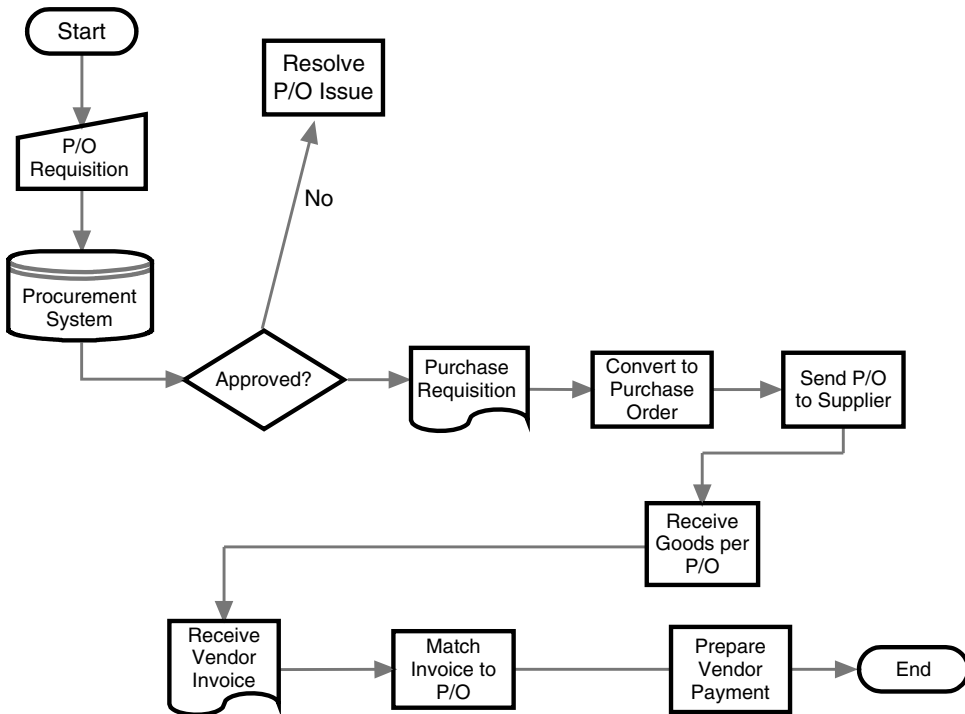 Start
Resolve
P/O Issue
P/O
Requisition
No
Procurement
System
Approved?
Purchase
Requisition
Convert to
Purchase
Order
Send P/O
to Supplier
Receive
Goods per
P/O
Receive
Vendor
Invoice
Match
Invoice to
P/O
Prepare
Vendor
Payment
End